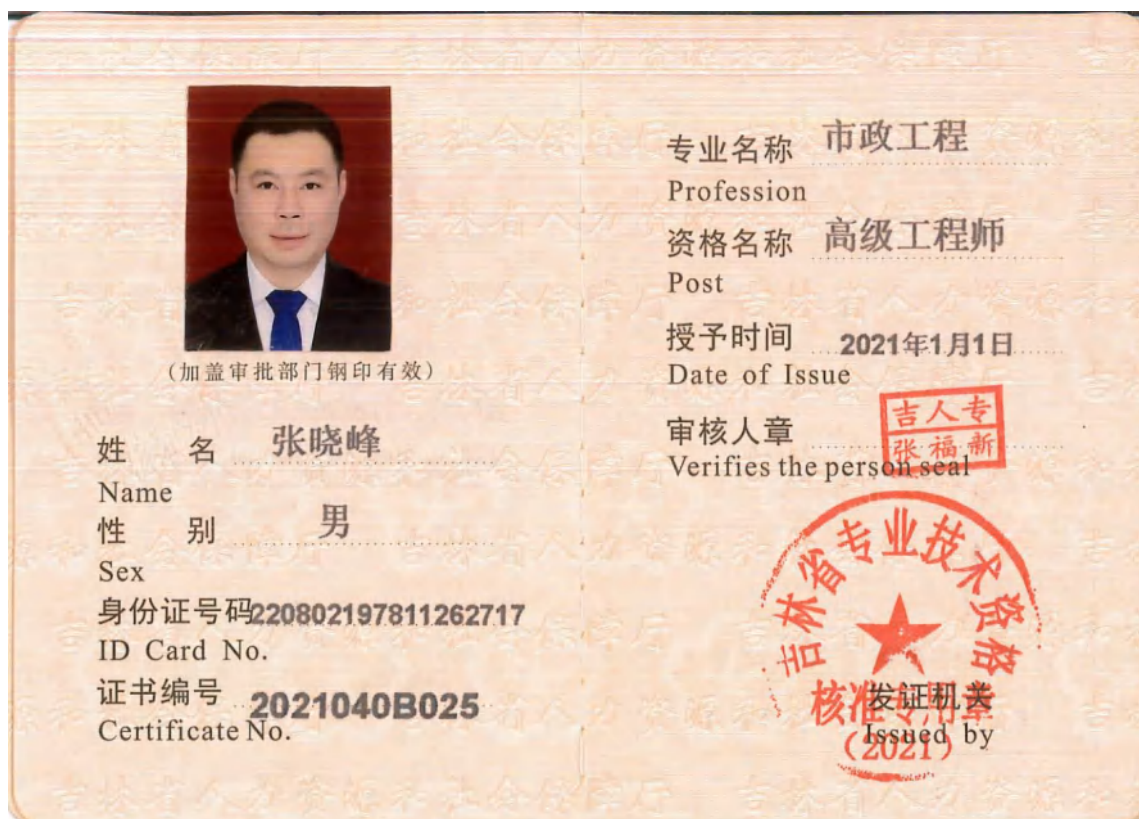 (加盖审批部门钢印有效)
姓 名 张晓峰
Name
性 别 男
Sex
身份证号码220802197811262717
ID Card No.
证书编号 2021040B025
Certificate No.
专业名称 市政工程
Profession
资格名称 高级工程师
Post
授予时间 2021年1月1日
Date of Issue
审核人章
吉人专
张福新
Verifies the person seal
吉林省专业技术资格
核准专用章
(2021)
发证机关
Issued by